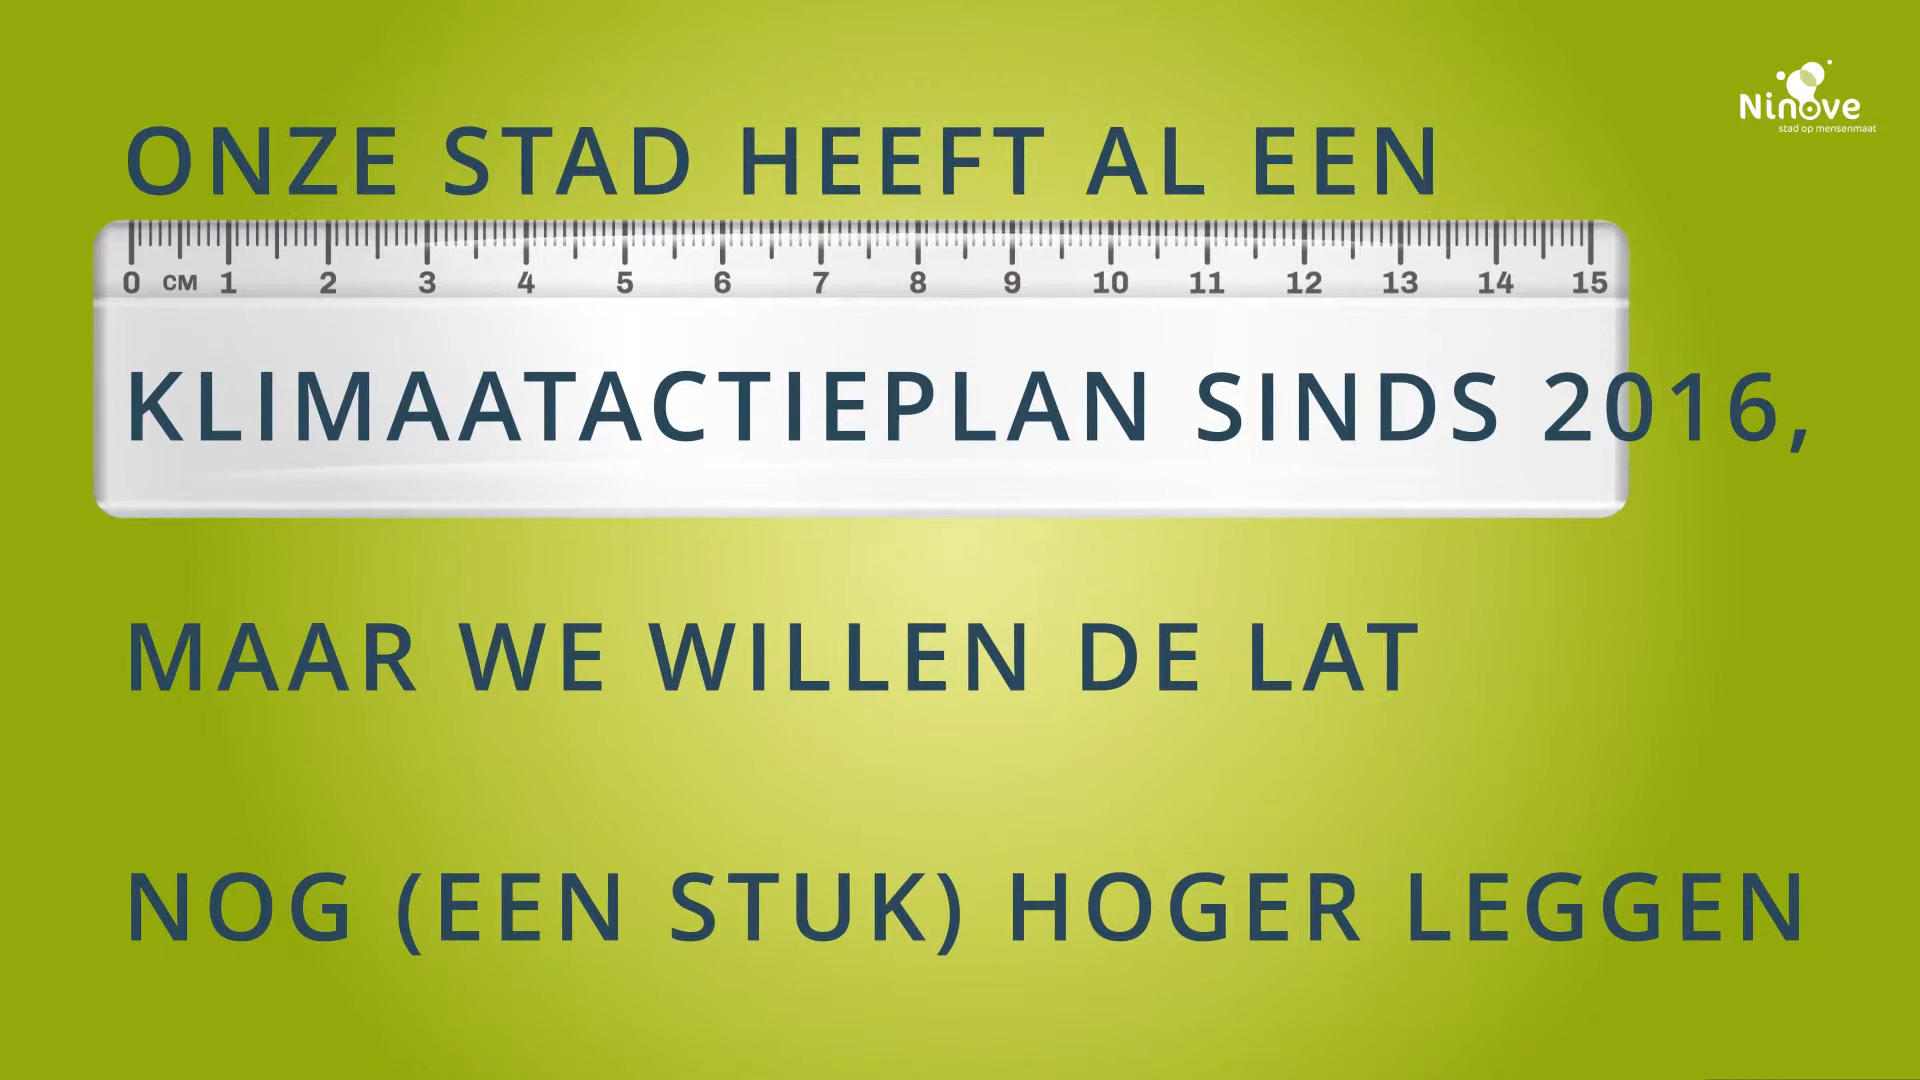 Ninove
stad op mensenmaat
ONZE STAD HEEFT AL EEN
0 CM 1 2 3 4 5 6 7 8 9 10 11 12 13 14 15
KLIMAATACTIEPLAN SINDS 2016,
MAAR WE WILLEN DE LAT
NOG (EEN STUK) HOGER LEGGEN